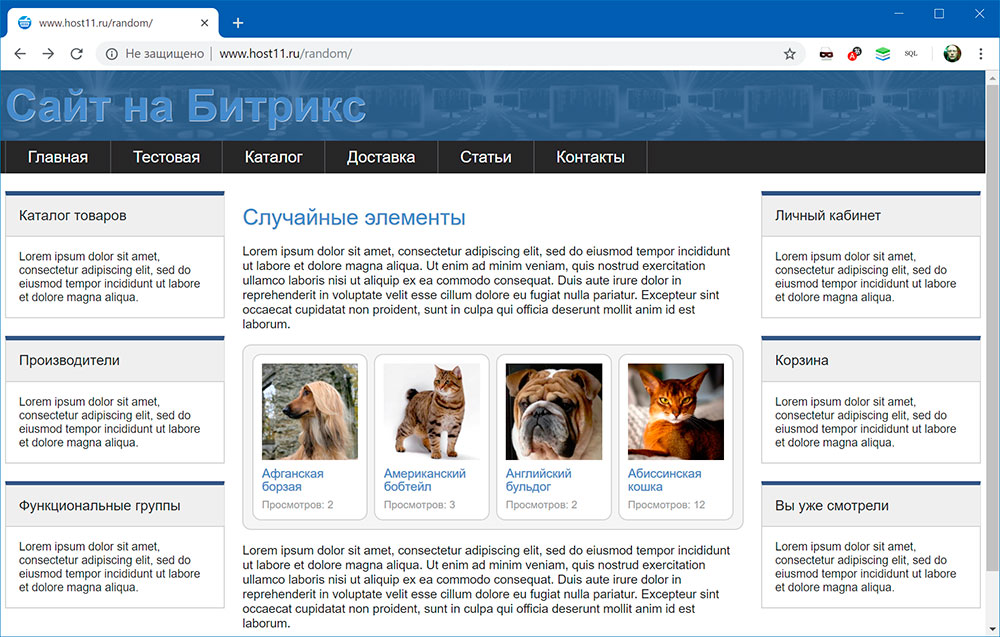 www.host11.ru/random/
Не защищено | www.host11.ru/random/
SQL
Сайт на Битрикс
Главная
Тестовая
Каталог
Доставка
Статьи
Контакты
Каталог товаров
Lorem ipsum dolor sit amet,
consectetur adipiscing elit, sed do
eiusmod tempor incididunt ut labore
et dolore magna aliqua.
Производители
Lorem ipsum dolor sit amet,
consectetur adipiscing elit, sed do
eiusmod tempor incididunt ut labore
et dolore magna aliqua.
Функциональные группы
Lorem ipsum dolor sit amet,
consectetur adipiscing elit, sed do
eiusmod tempor incididunt ut labore
et dolore magna aliqua.
Случайные элементы
Lorem ipsum dolor sit amet, consectetur adipiscing elit, sed do eiusmod tempor incididunt
ut labore et dolore magna aliqua. Ut enim ad minim veniam, quis nostrud exercitation
ullamco laboris nisi ut aliquip ex ea commodo consequat. Duis aute irure dolor in
reprehenderit in voluptate velit esse cillum dolore eu fugiat nulla pariatur. Excepteur sint
occaecat cupidatat non proident, sunt in culpa qui officia deserunt mollit anim id est
laborum.
Афганская
борзая
Просмотров: 2
Американский
бобтейл
Просмотров: 3
Английский
бульдог
Просмотров: 2
Абиссинская
кошка
Просмотров: 12
Lorem ipsum dolor sit amet, consectetur adipiscing elit, sed do eiusmod tempor incididunt
ut labore et dolore magna aliqua. Ut enim ad minim veniam, quis nostrud exercitation
ullamco laboris nisi ut aliquip ex ea commodo consequat. Duis aute irure dolor in
reprehenderit in voluptate velit esse cillum dolore eu fugiat nulla pariatur. Excepteur sint
occaecat cupidatat non proident, sunt in culpa qui officia deserunt mollit anim id est
laborum.
Личный кабинет
Lorem ipsum dolor sit amet,
consectetur adipiscing elit, sed do
eiusmod tempor incididunt ut labore
et dolore magna aliqua.
Корзина
Lorem ipsum dolor sit amet,
consectetur adipiscing elit, sed do
eiusmod tempor incididunt ut labore
et dolore magna aliqua.
Вы уже смотрели
Lorem ipsum dolor sit amet,
consectetur adipiscing elit, sed do
eiusmod tempor incididunt ut labore
et dolore magna aliqua.